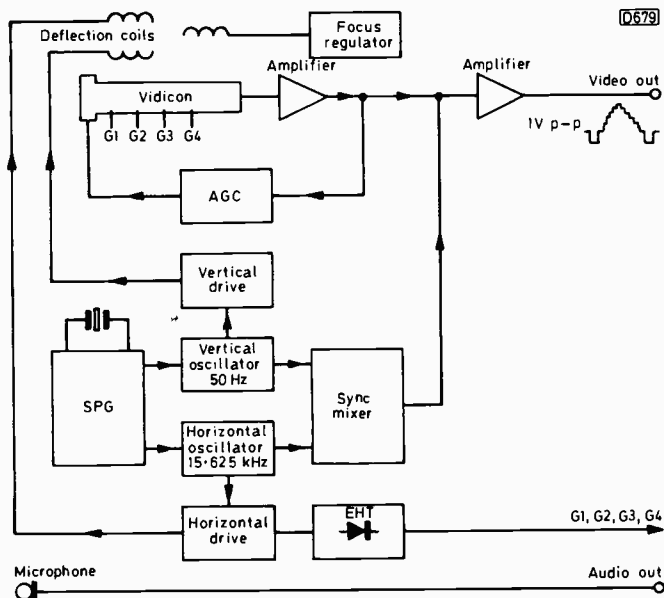 D679
Deflection coils
Focus
regulator
Amplifier
Amplifier
Video out
Vidicon
G1 G2 G3 G4
1V p-p
AGC
Vertical
drive
Vertical
oscillator
50 Hz
SPG
Sync
mixer
Horizontal
oscillator
15·625 kHz
EHT
Horizontal
drive
G1, G2, G3, G4
Microphone
Audio out